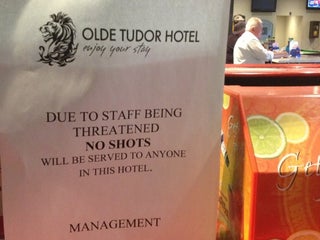 OLDE TUDOR HOTEL
enjoy your stay
DUE TO STAFF BEING
THREATENED
NO SHOTS
WILL BE SERVED TO ANYONE
IN THIS HOTEL.
MANAGEMENT
Get